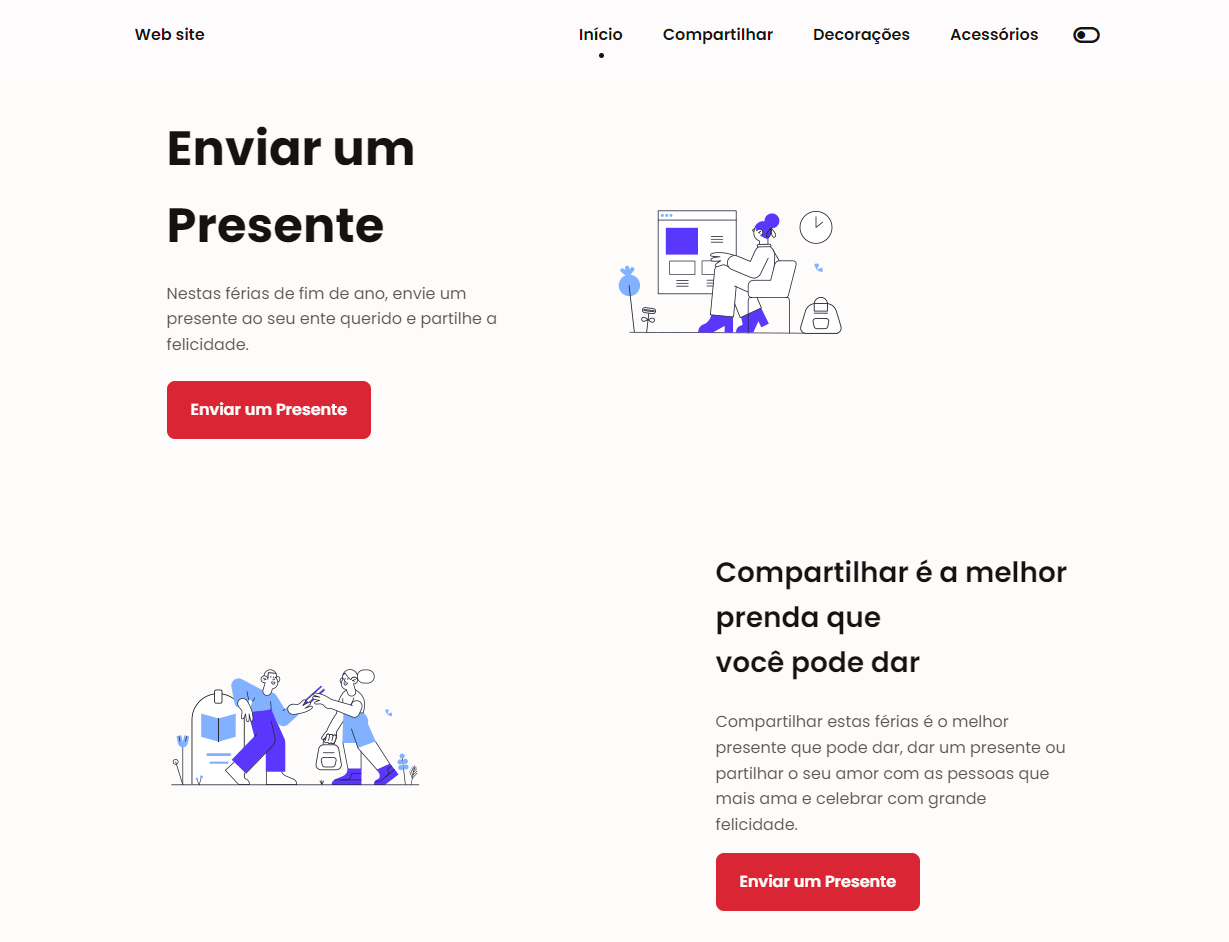 Web site
Início
Compartilhar
Decorações
Acessórios
Enviar um
Presente
Nestas férias de fim de ano, envie um
presente ao seu ente querido e partilhe a
felicidade.
Enviar um Presente
Compartilhar é a melhor
prenda que
você pode dar
Compartilhar estas férias é o melhor
presente que pode dar, dar um presente ou
partilhar o seu amor com as pessoas que
mais ama e celebrar com grande
felicidade.
Enviar um Presente